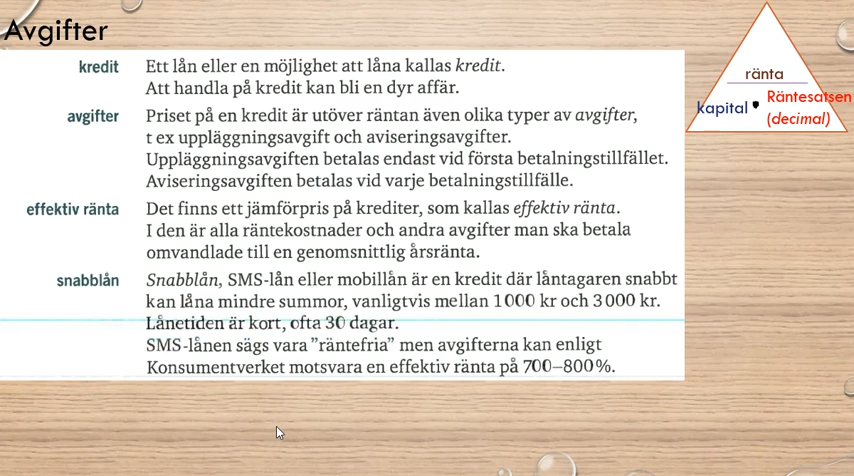 Avgifter
kredit Ett lån eller en möjlighet att låna kallas kredit.
Att handla på kredit kan bli en dyr affär.
avgifter Priset på en kredit är utöver räntan även olika typer av avgifter,
t ex uppläggningsavgift och aviseringsavgifter.
Uppläggningsavgiften betalas endast vid första betalningstillfället.
Aviseringsavgiften betalas vid varje betalningstillfälle.
effektiv ränta Det finns ett jämförpris på krediter, som kallas effektiv ränta.
I den är alla räntekostnader och andra avgifter man ska betala
omvandlade till en genomsnittlig årsränta.
snabblån Snabblån, SMS-lån eller mobillån är en kredit där låntagaren snabbt
kan låna mindre summor, vanligtvis mellan 1000 kr och 3000 kr.
Lånetiden är kort, ofta 30 dagar.
SMS-lånen sägs vara ”räntefria” men avgifterna kan enligt
Konsumentverket motsvara en effektiv ränta på 700–800%.
ränta
kapital • Räntesatsen
(decimal)